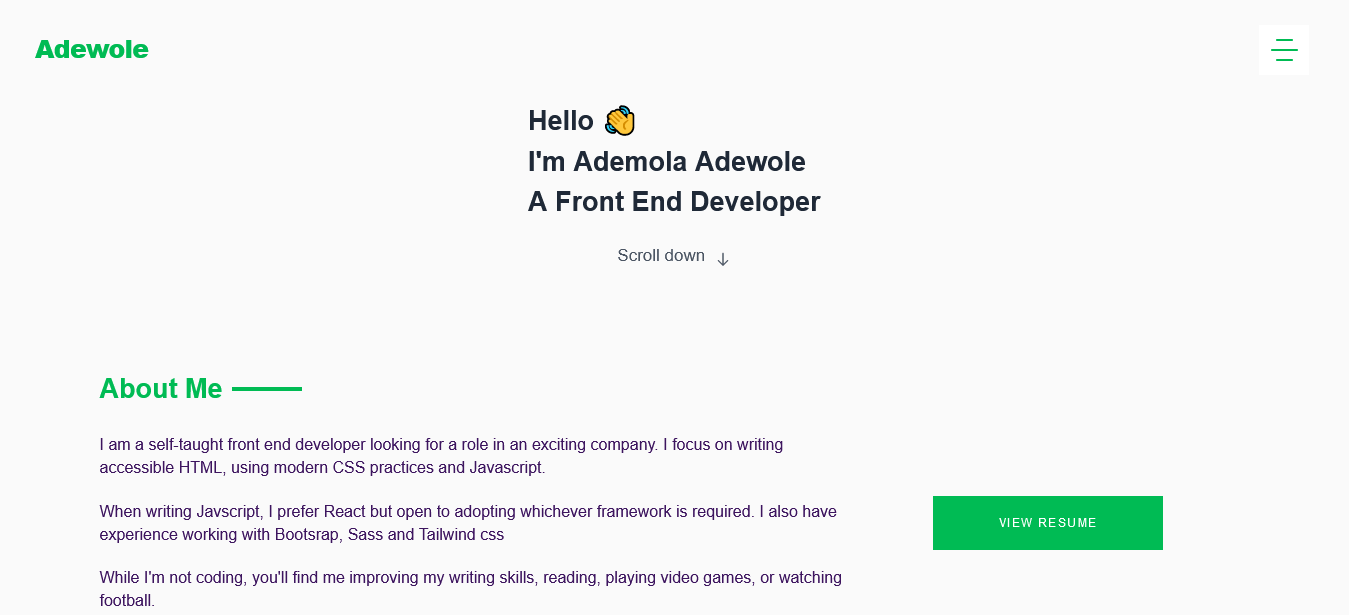 Adewole
Hello 👋
I'm Ademola Adewole
A Front End Developer
Scroll down ↓
About Me
I am a self-taught front end developer looking for a role in an exciting company. I focus on writing
accessible HTML, using modern CSS practices and Javascript.
When writing Javscript, I prefer React but open to adopting whichever framework is required. I also have
experience working with Bootsrap, Sass and Tailwind css
While I'm not coding, you'll find me improving my writing skills, reading, playing video games, or watching
football.
VIEW RESUME